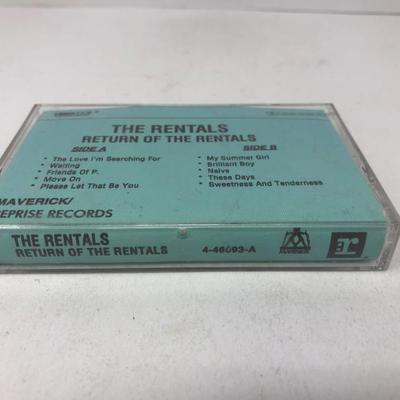 THE RENTALS
RETURN OF THE RENTALS
SIDE A
• The Love I'm Searching For
• Waiting
• Friends Of P.
• Move On
• Please Let That Be You
SIDE B
• My Summer Girl
• Brilliant Boy
• Naive
• These Days
• Sweetness And Tenderness
MAVERICK/
REPRISE RECORDS
THE RENTALS
RETURN OF THE RENTALS
4-46093-A